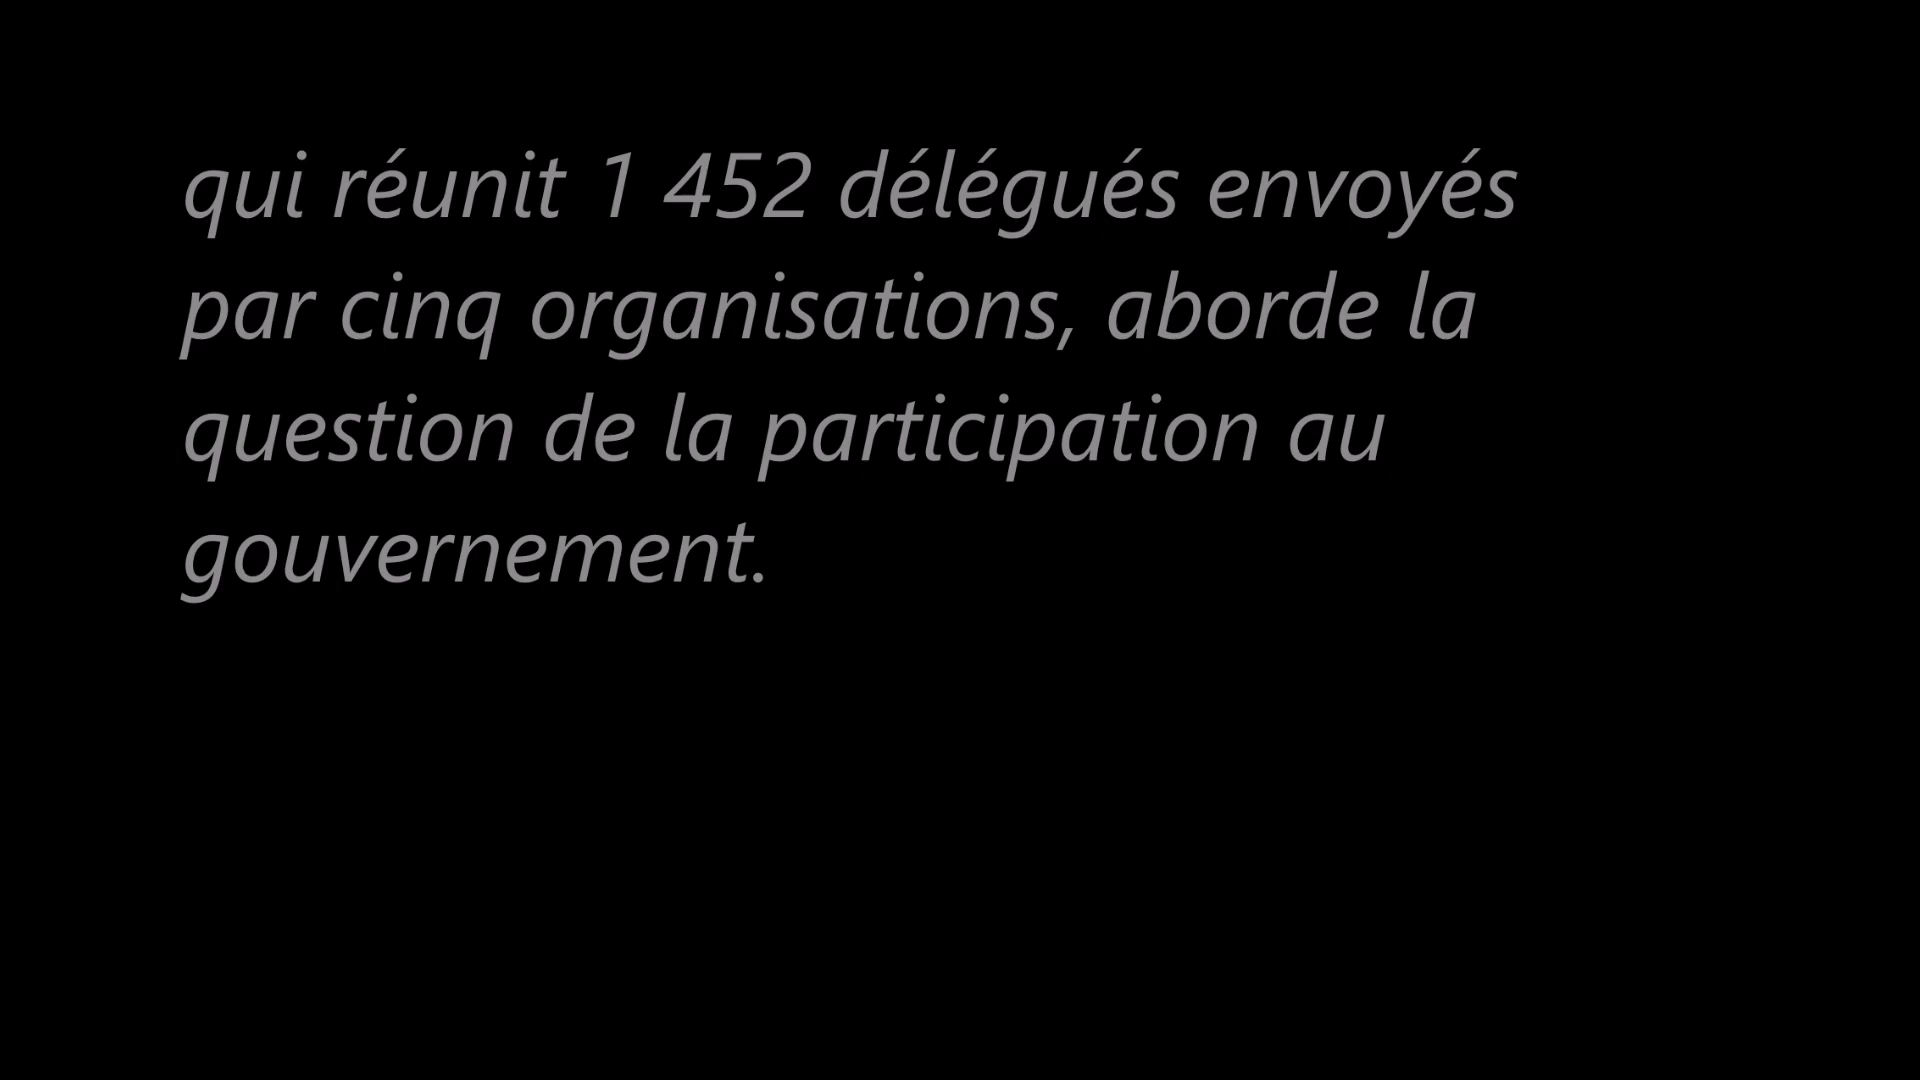 qui réunit 1 452 délégués envoyés
par cinq organisations, aborde la
question de la participation au
gouvernement.